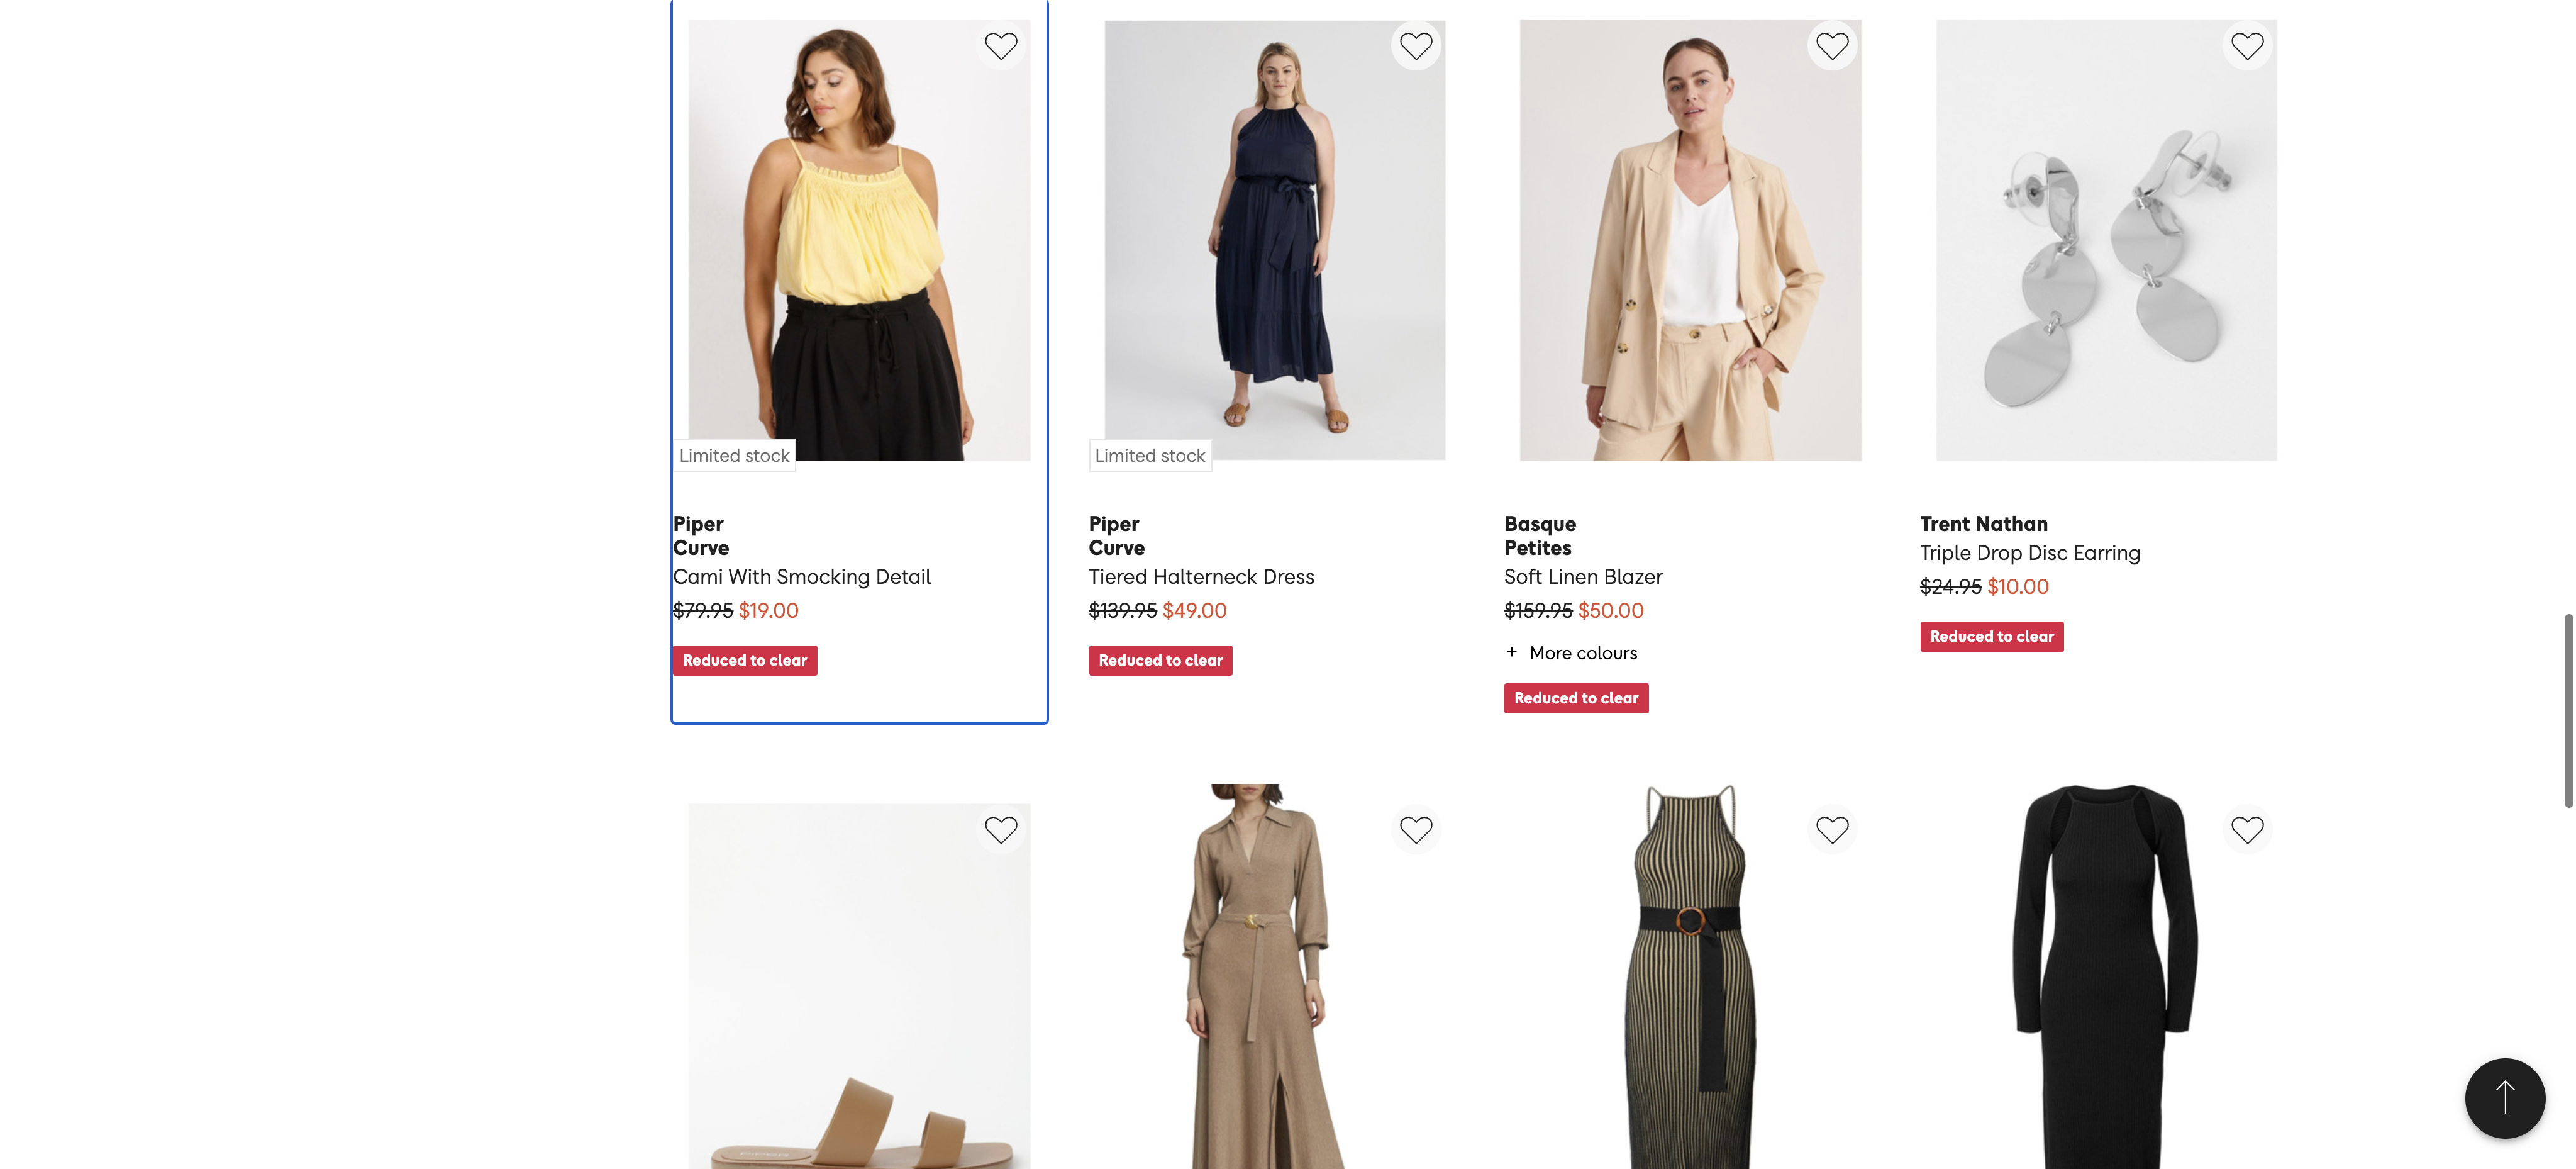 Limited stock
Limited stock
Piper
Curve
Cami With Smocking Detail
$79.95 $19.00
Reduced to clear
Piper
Curve
Tiered Halterneck Dress
$139.95 $49.00
Reduced to clear
Basque
Petites
Soft Linen Blazer
$159.95 $50.00
+ More colours
Reduced to clear
Trent Nathan
Triple Drop Disc Earring
$24.95 $10.00
Reduced to clear